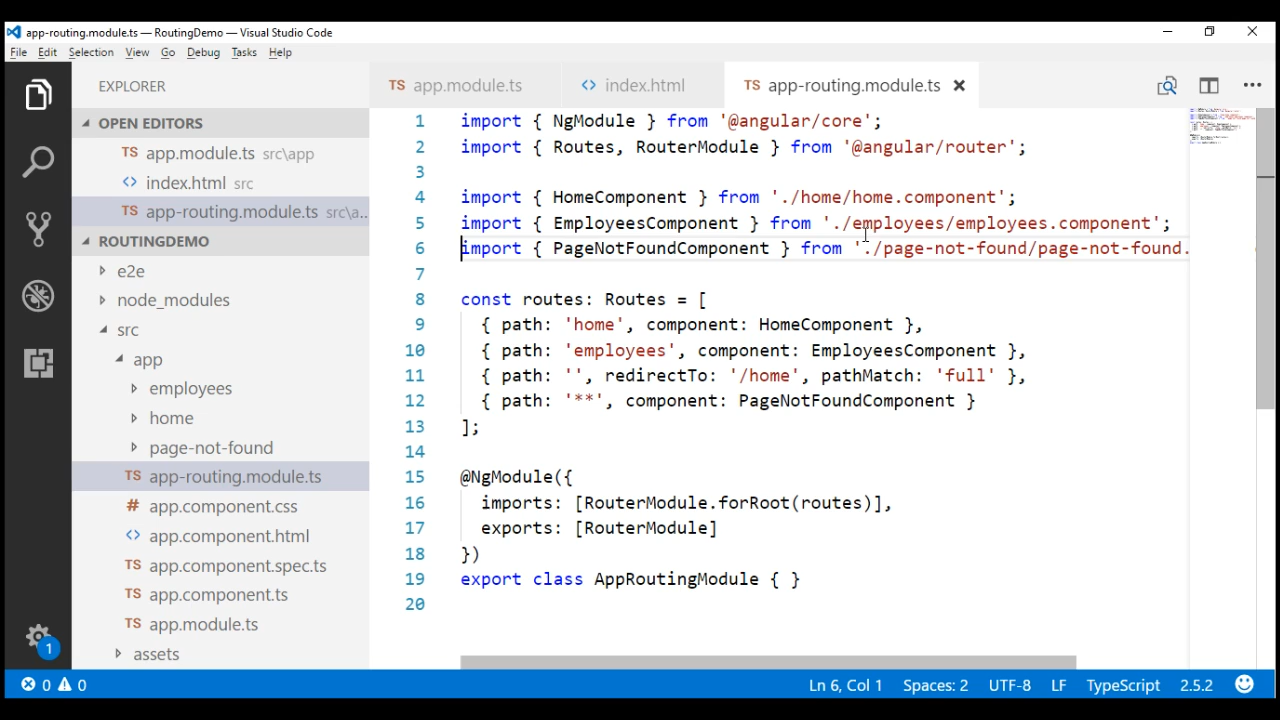 app-routing.module.ts — RoutingDemo — Visual Studio Code
File Edit Selection View Go Debug Tasks Help
EXPLORER
OPEN EDITORS
TS app.module.ts src\app
<> index.html src
TS app-routing.module.ts src\a...
ROUTINGDEMO
e2e
node_modules
src
app
employees
home
page-not-found
TS app-routing.module.ts
# app.component.css
<> app.component.html
TS app.component.spec.ts
TS app.component.ts
TS app.module.ts
assets
1
TS app.module.ts <> index.html TS app-routing.module.ts
1 import { NgModule } from '@angular/core';
2 import { Routes, RouterModule } from '@angular/router';
3
4 import { HomeComponent } from './home/home.component';
5 import { EmployeesComponent } from './employees/employees.component';
6 import { PageNotFoundComponent } from './page-not-found/page-not-found.
7
8 const routes: Routes = [
9 { path: 'home', component: HomeComponent },
10 { path: 'employees', component: EmployeesComponent },
11 { path: '', redirectTo: '/home', pathMatch: 'full' },
12 { path: '**', component: PageNotFoundComponent }
13 ];
14
15 @NgModule({
16 imports: [RouterModule.forRoot(routes)],
17 exports: [RouterModule]
18 })
19 export class AppRoutingModule { }
20
0 0 Ln 6, Col 1 Spaces: 2 UTF-8 LF TypeScript 2.5.2